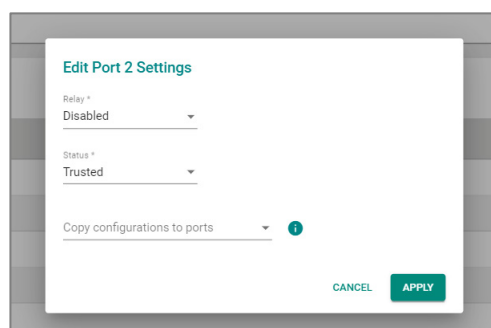 Edit Port 2 Settings
Relay *
Disabled
Status *
Trusted
Copy configurations to ports
CANCEL APPLY